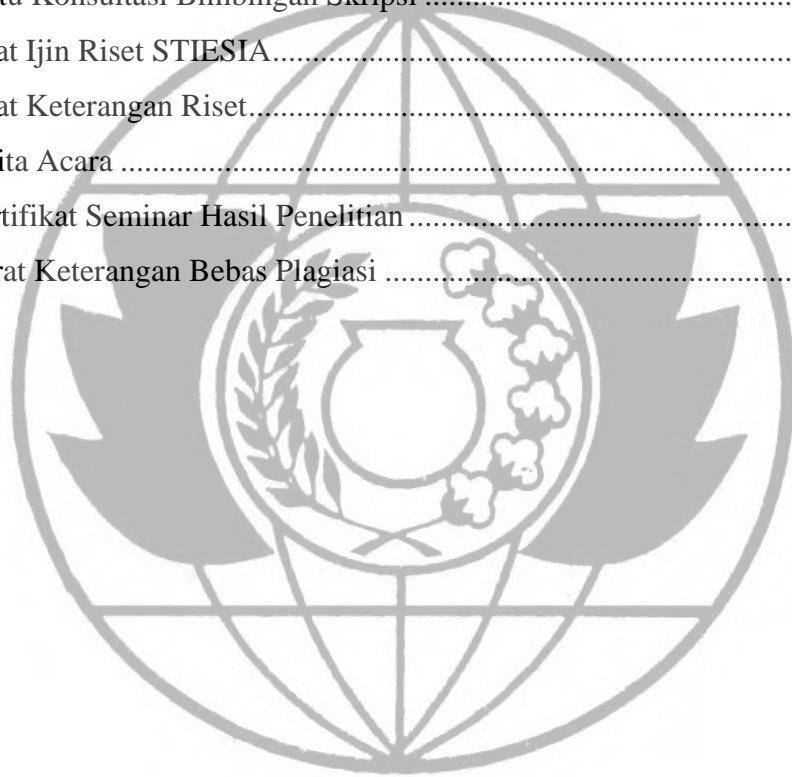 tu Konsultasi Bimbingan Skripsi ..........................................
at Ijin Riset STIESIA..............................................................
at Keterangan Riset.................................................................
ita Acara ................................................................................
rtifikat Seminar Hasil Penelitian .............................................
rat Keterangan Bebas Plagiasi ................................................